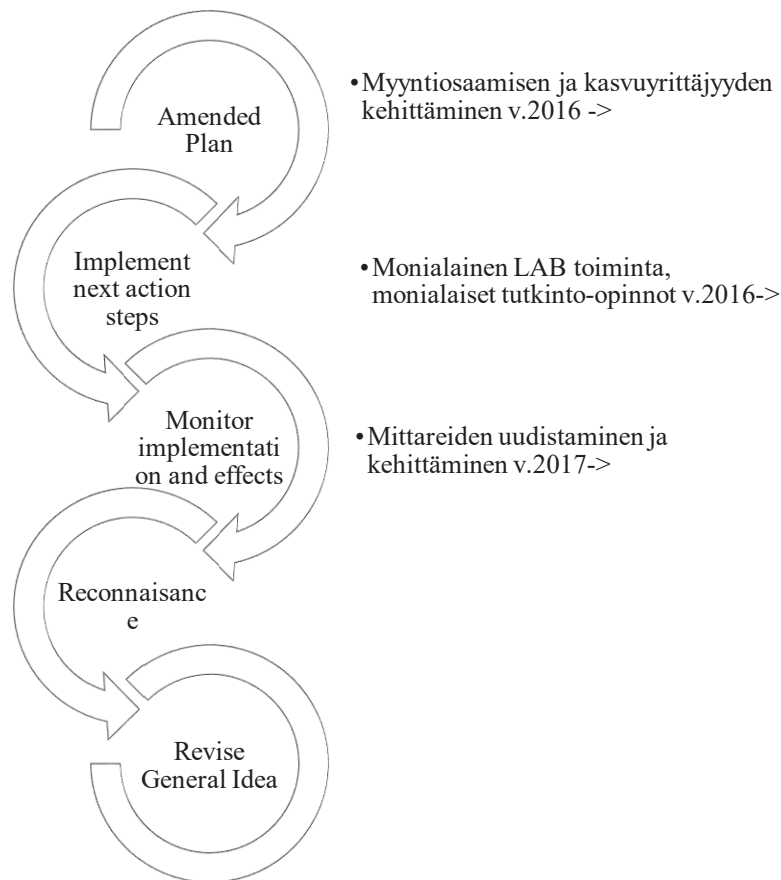 Amended
Plan
• Myyntiosaamisen ja kasvuyrittäjyyden
kehittäminen v.2016 ->
Implement
next action
steps
• Monialainen LAB toiminta,
monialaiset tutkinto-opinnot v.2016->
Monitor
implementati
on and effects
• Mittareiden uudistaminen ja
kehittäminen v.2017->
Reconnaisanc
e
Revise
General Idea